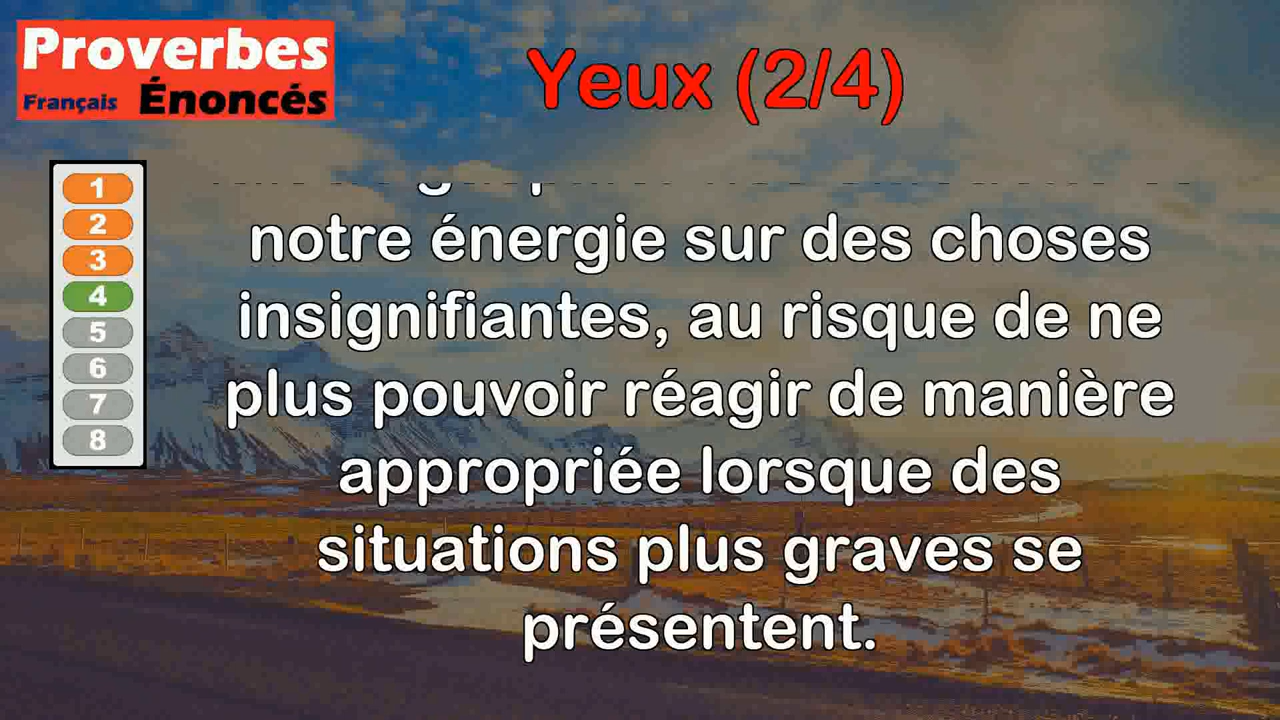 Proverbes
Français Énoncés
Yeux (2/4)
1
2
3
4
5
6
7
8
notre énergie sur des choses
insignifiantes, au risque de ne
plus pouvoir réagir de manière
appropriée lorsque des
situations plus graves se
présentent.